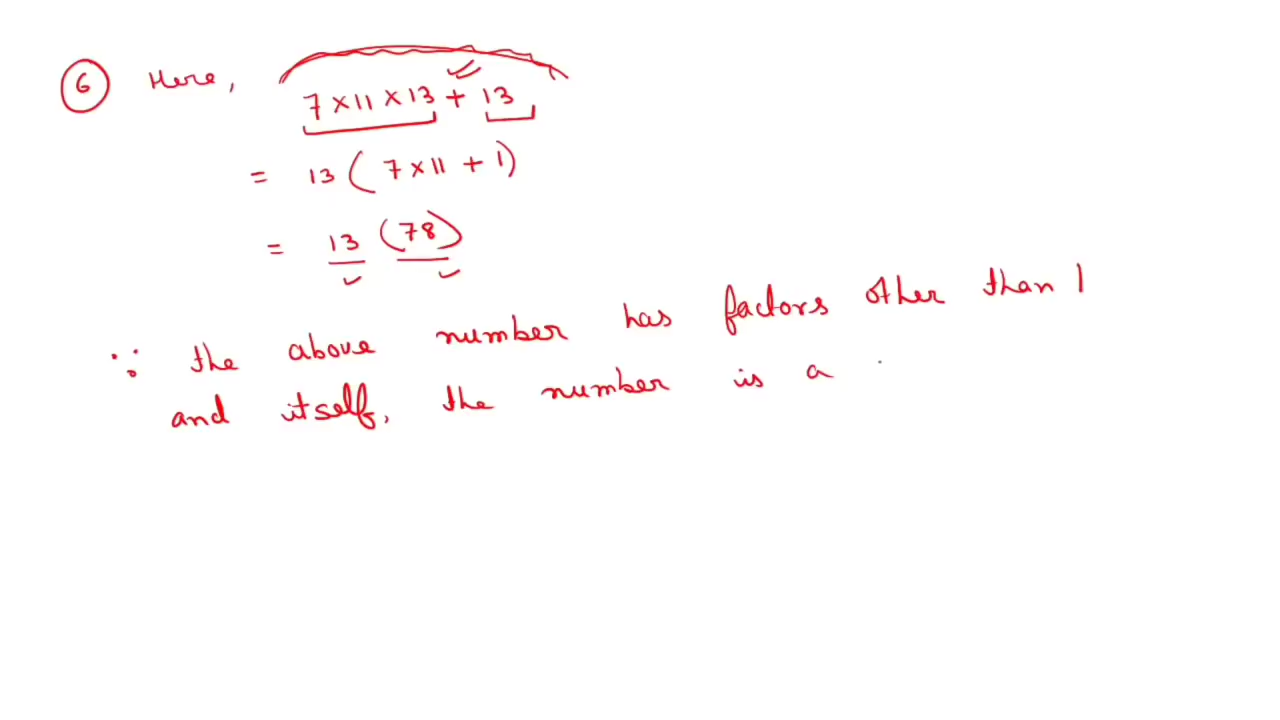 6 Here,
7 × 11 × 13 + 13
= 13 ( 7 × 11 + 1)
= 13 (78)
∵ the above number has factors other than 1
and itself, the number is a